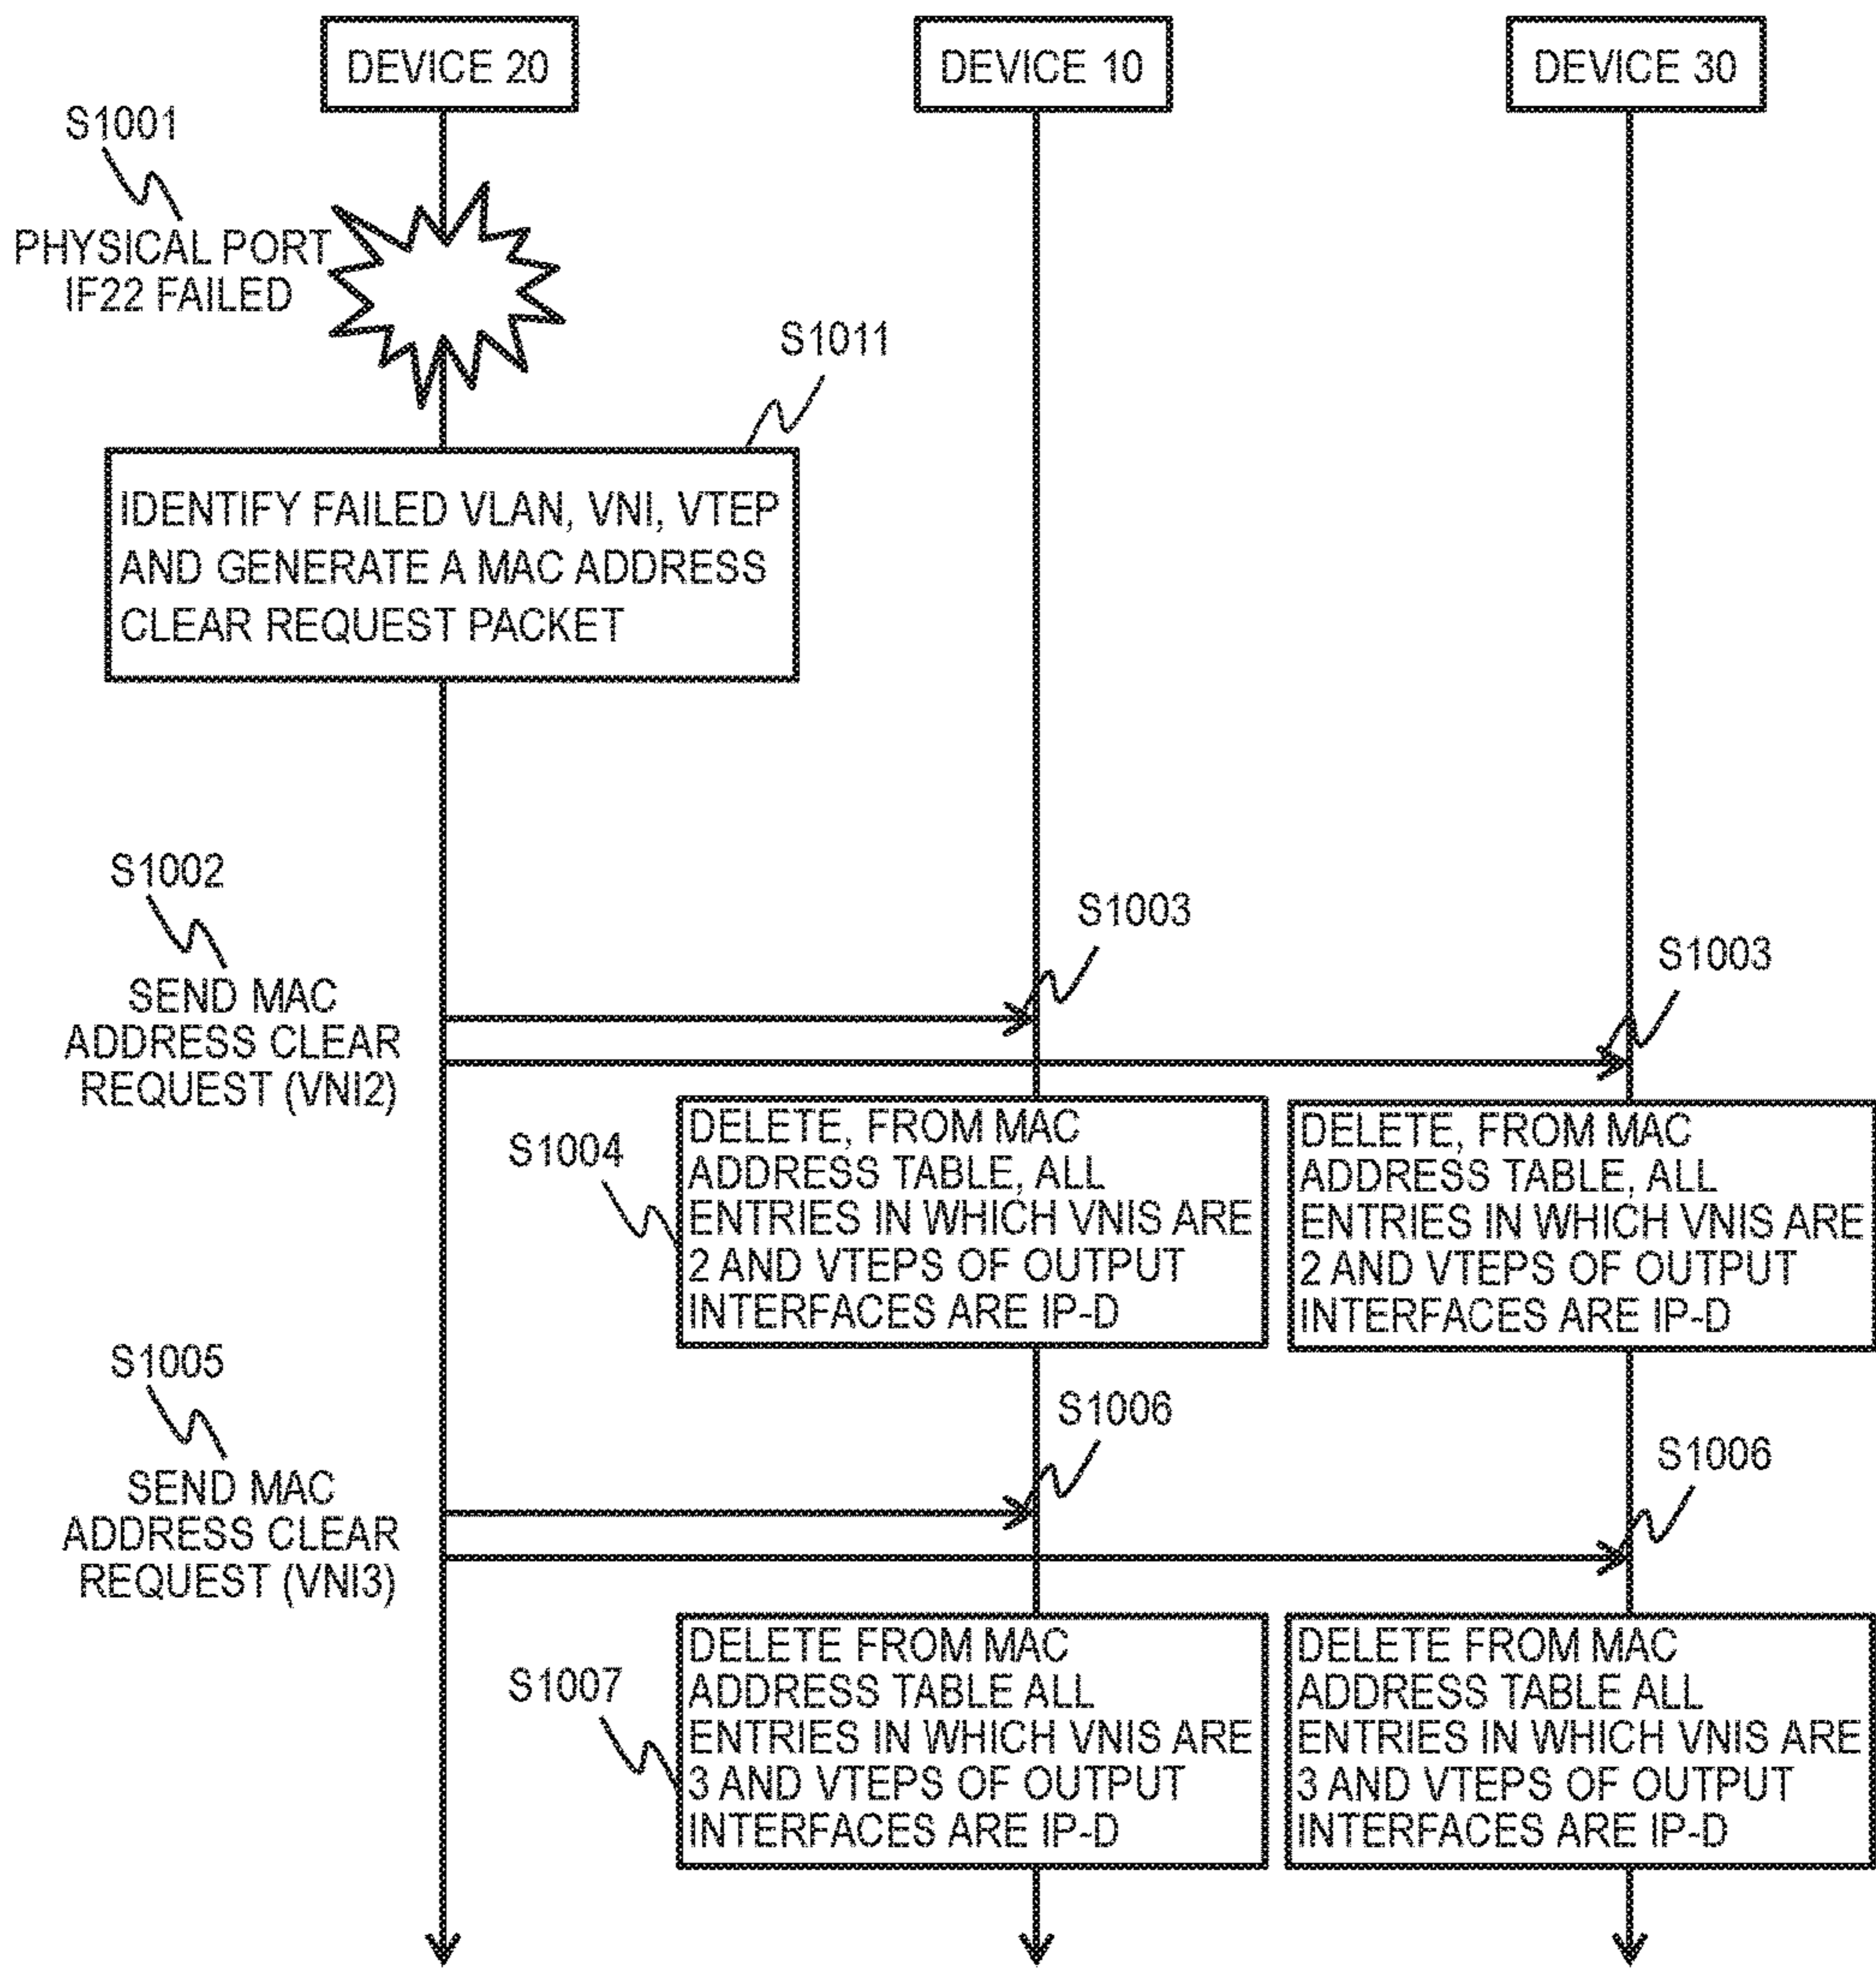 DEVICE 20
DEVICE 10
DEVICE 30
S1001
PHYSICAL PORT
IF22 FAILED
S1011
IDENTIFY FAILED VLAN, VNI, VTEP
AND GENERATE A MAC ADDRESS
CLEAR REQUEST PACKET
S1002
SEND MAC
ADDRESS CLEAR
REQUEST (VNI2)
S1003
S1003
S1004
DELETE, FROM MAC
ADDRESS TABLE, ALL
ENTRIES IN WHICH VNIS ARE
2 AND VTEPS OF OUTPUT
INTERFACES ARE IP-D
DELETE, FROM MAC
ADDRESS TABLE, ALL
ENTRIES IN WHICH VNIS ARE
2 AND VTEPS OF OUTPUT
INTERFACES ARE IP-D
S1005
SEND MAC
ADDRESS CLEAR
REQUEST (VNI3)
S1006
S1006
S1007
DELETE FROM MAC
ADDRESS TABLE ALL
ENTRIES IN WHICH VNIS ARE
3 AND VTEPS OF OUTPUT
INTERFACES ARE IP-D
DELETE FROM MAC
ADDRESS TABLE ALL
ENTRIES IN WHICH VNIS ARE
3 AND VTEPS OF OUTPUT
INTERFACES ARE IP-D